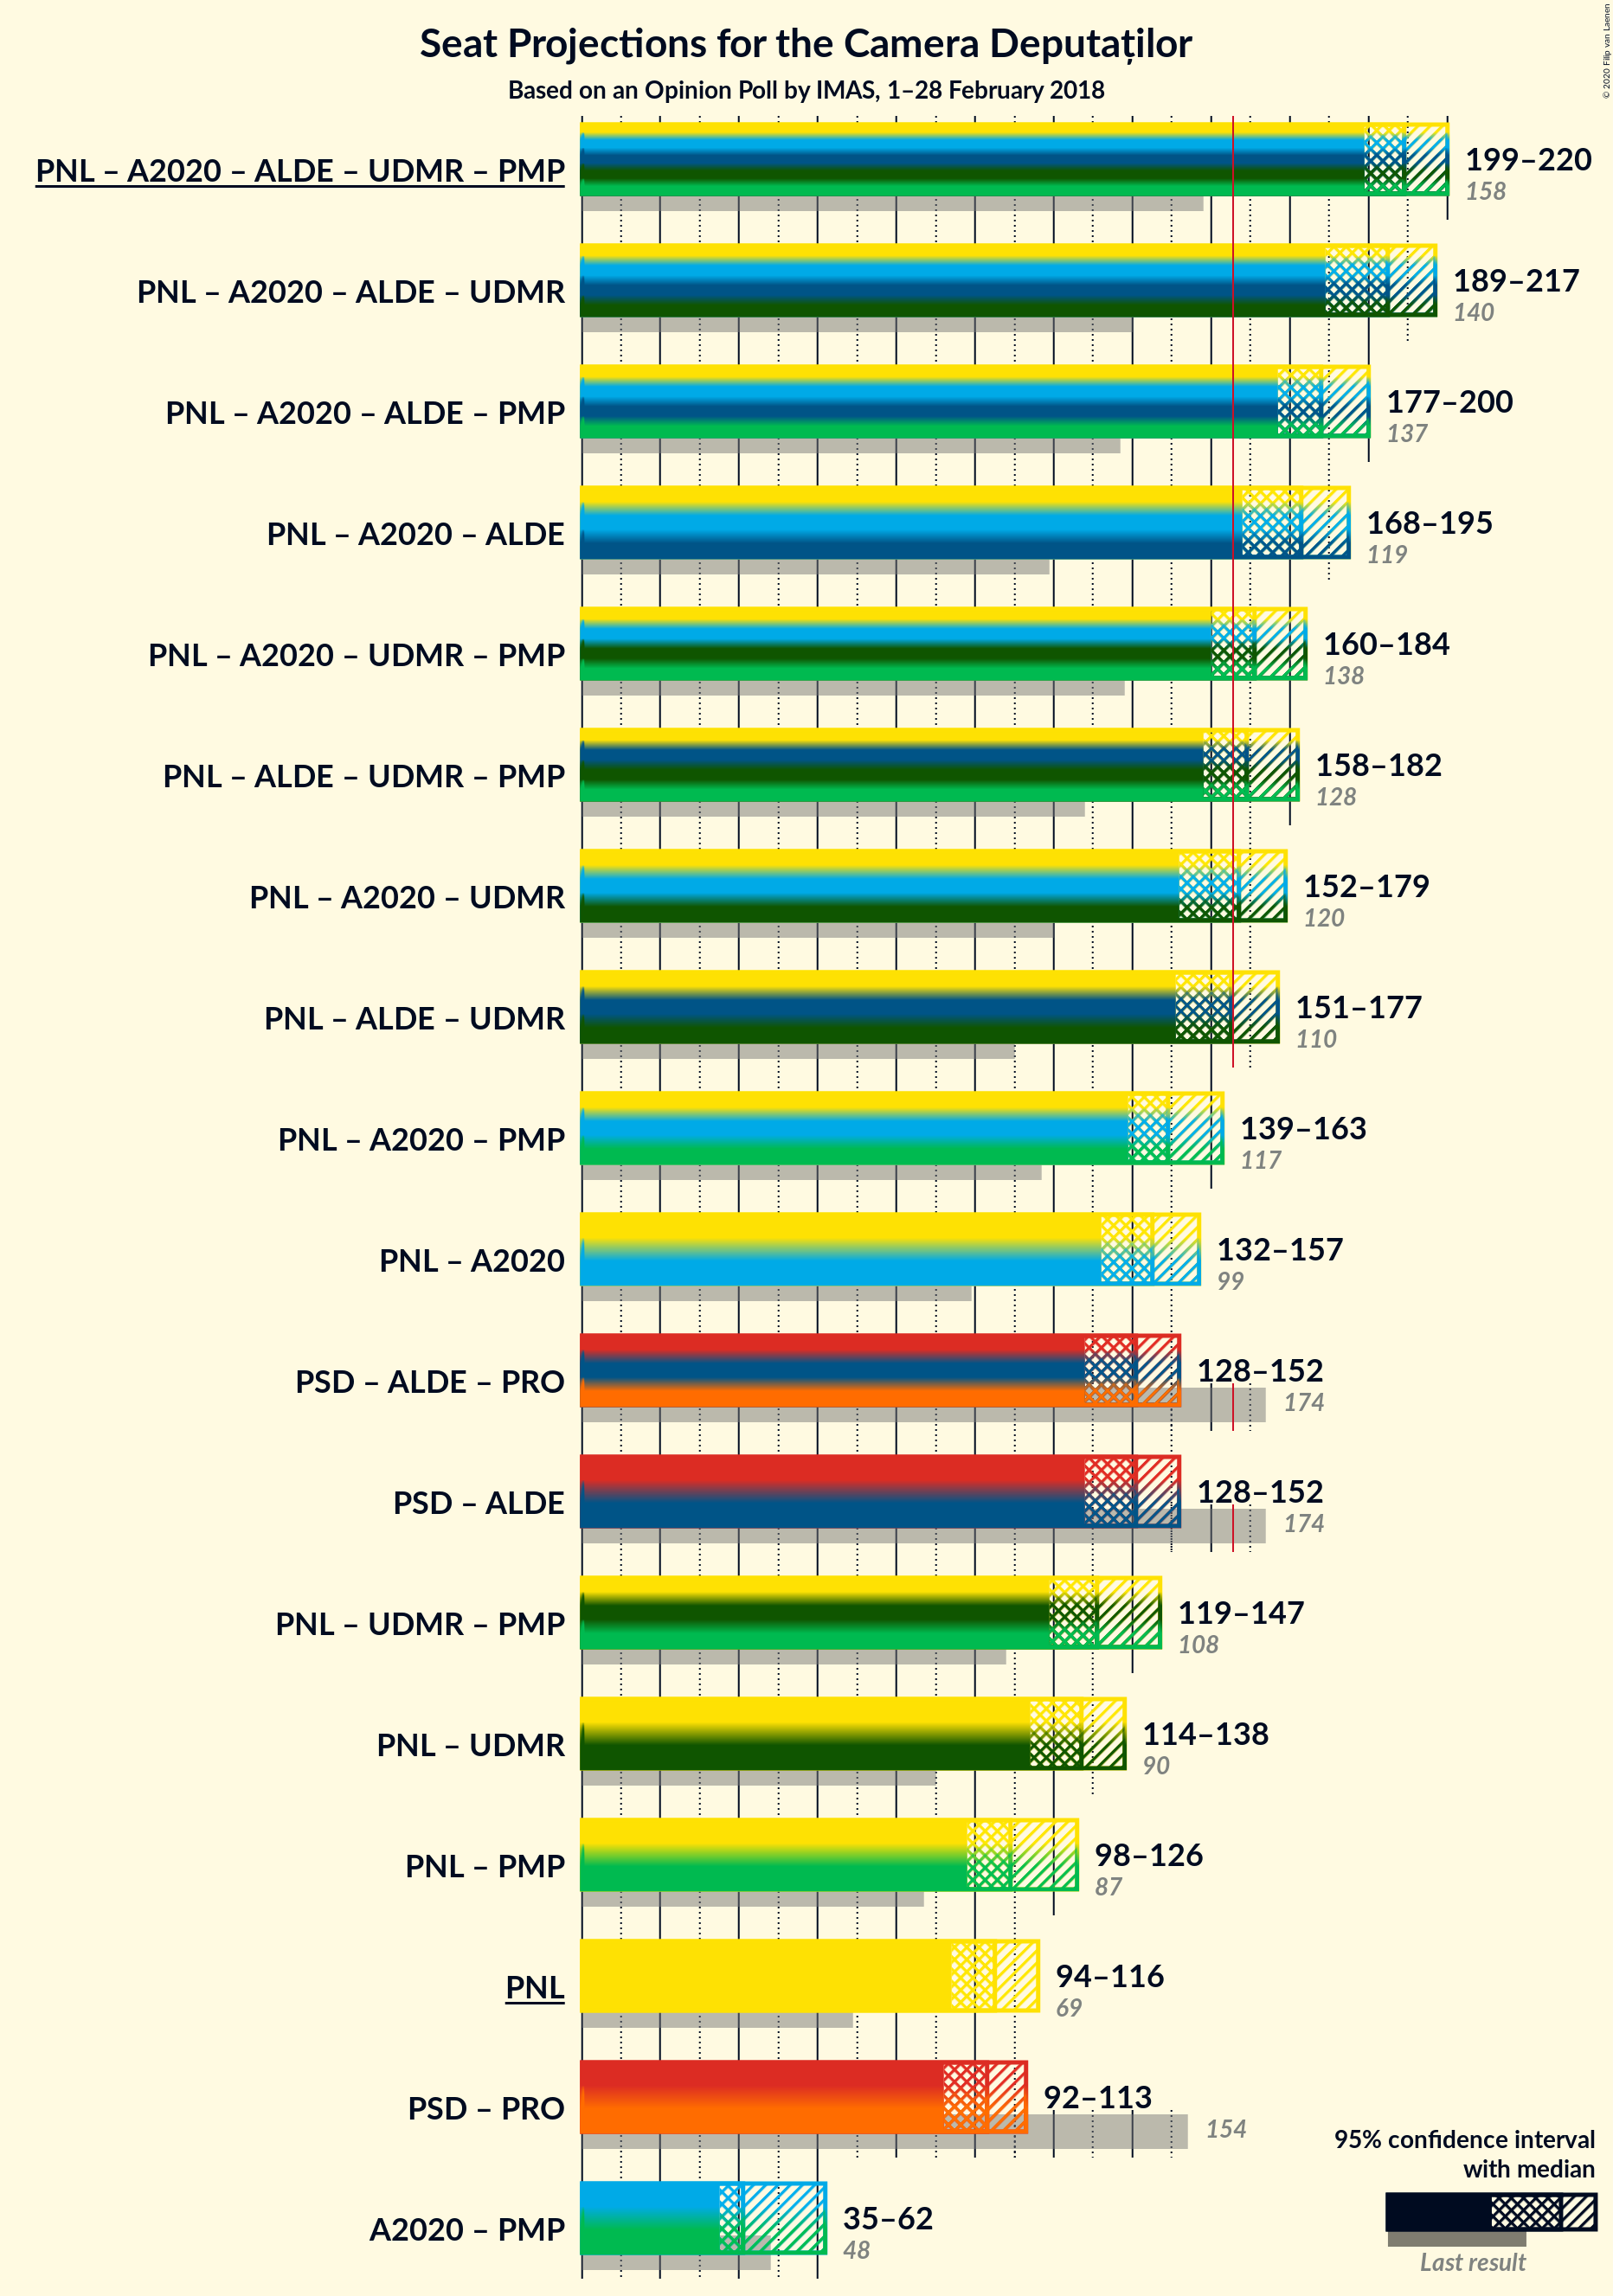 Seat Projections for the Camera Deputaților
Based on an Opinion Poll by IMAS, 1–28 February 2018
© 2020 Filip van Laenen
PNL – A2020 – ALDE – UDMR – PMP
199–220
158
PNL – A2020 – ALDE – UDMR
189–217
140
PNL – A2020 – ALDE – PMP
177–200
137
PNL – A2020 – ALDE
168–195
119
PNL – A2020 – UDMR – PMP
160–184
138
PNL – ALDE – UDMR – PMP
158–182
128
PNL – A2020 – UDMR
152–179
120
PNL – ALDE – UDMR
151–177
110
PNL – A2020 – PMP
139–163
117
PNL – A2020
132–157
99
PSD – ALDE – PRO
128–152
174
PSD – ALDE
128–152
174
PNL – UDMR – PMP
119–147
108
PNL – UDMR
114–138
90
PNL – PMP
98–126
87
PNL
94–116
69
PSD – PRO
92–113
154
A2020 – PMP
35–62
48
95% confidence interval
with median
Last result